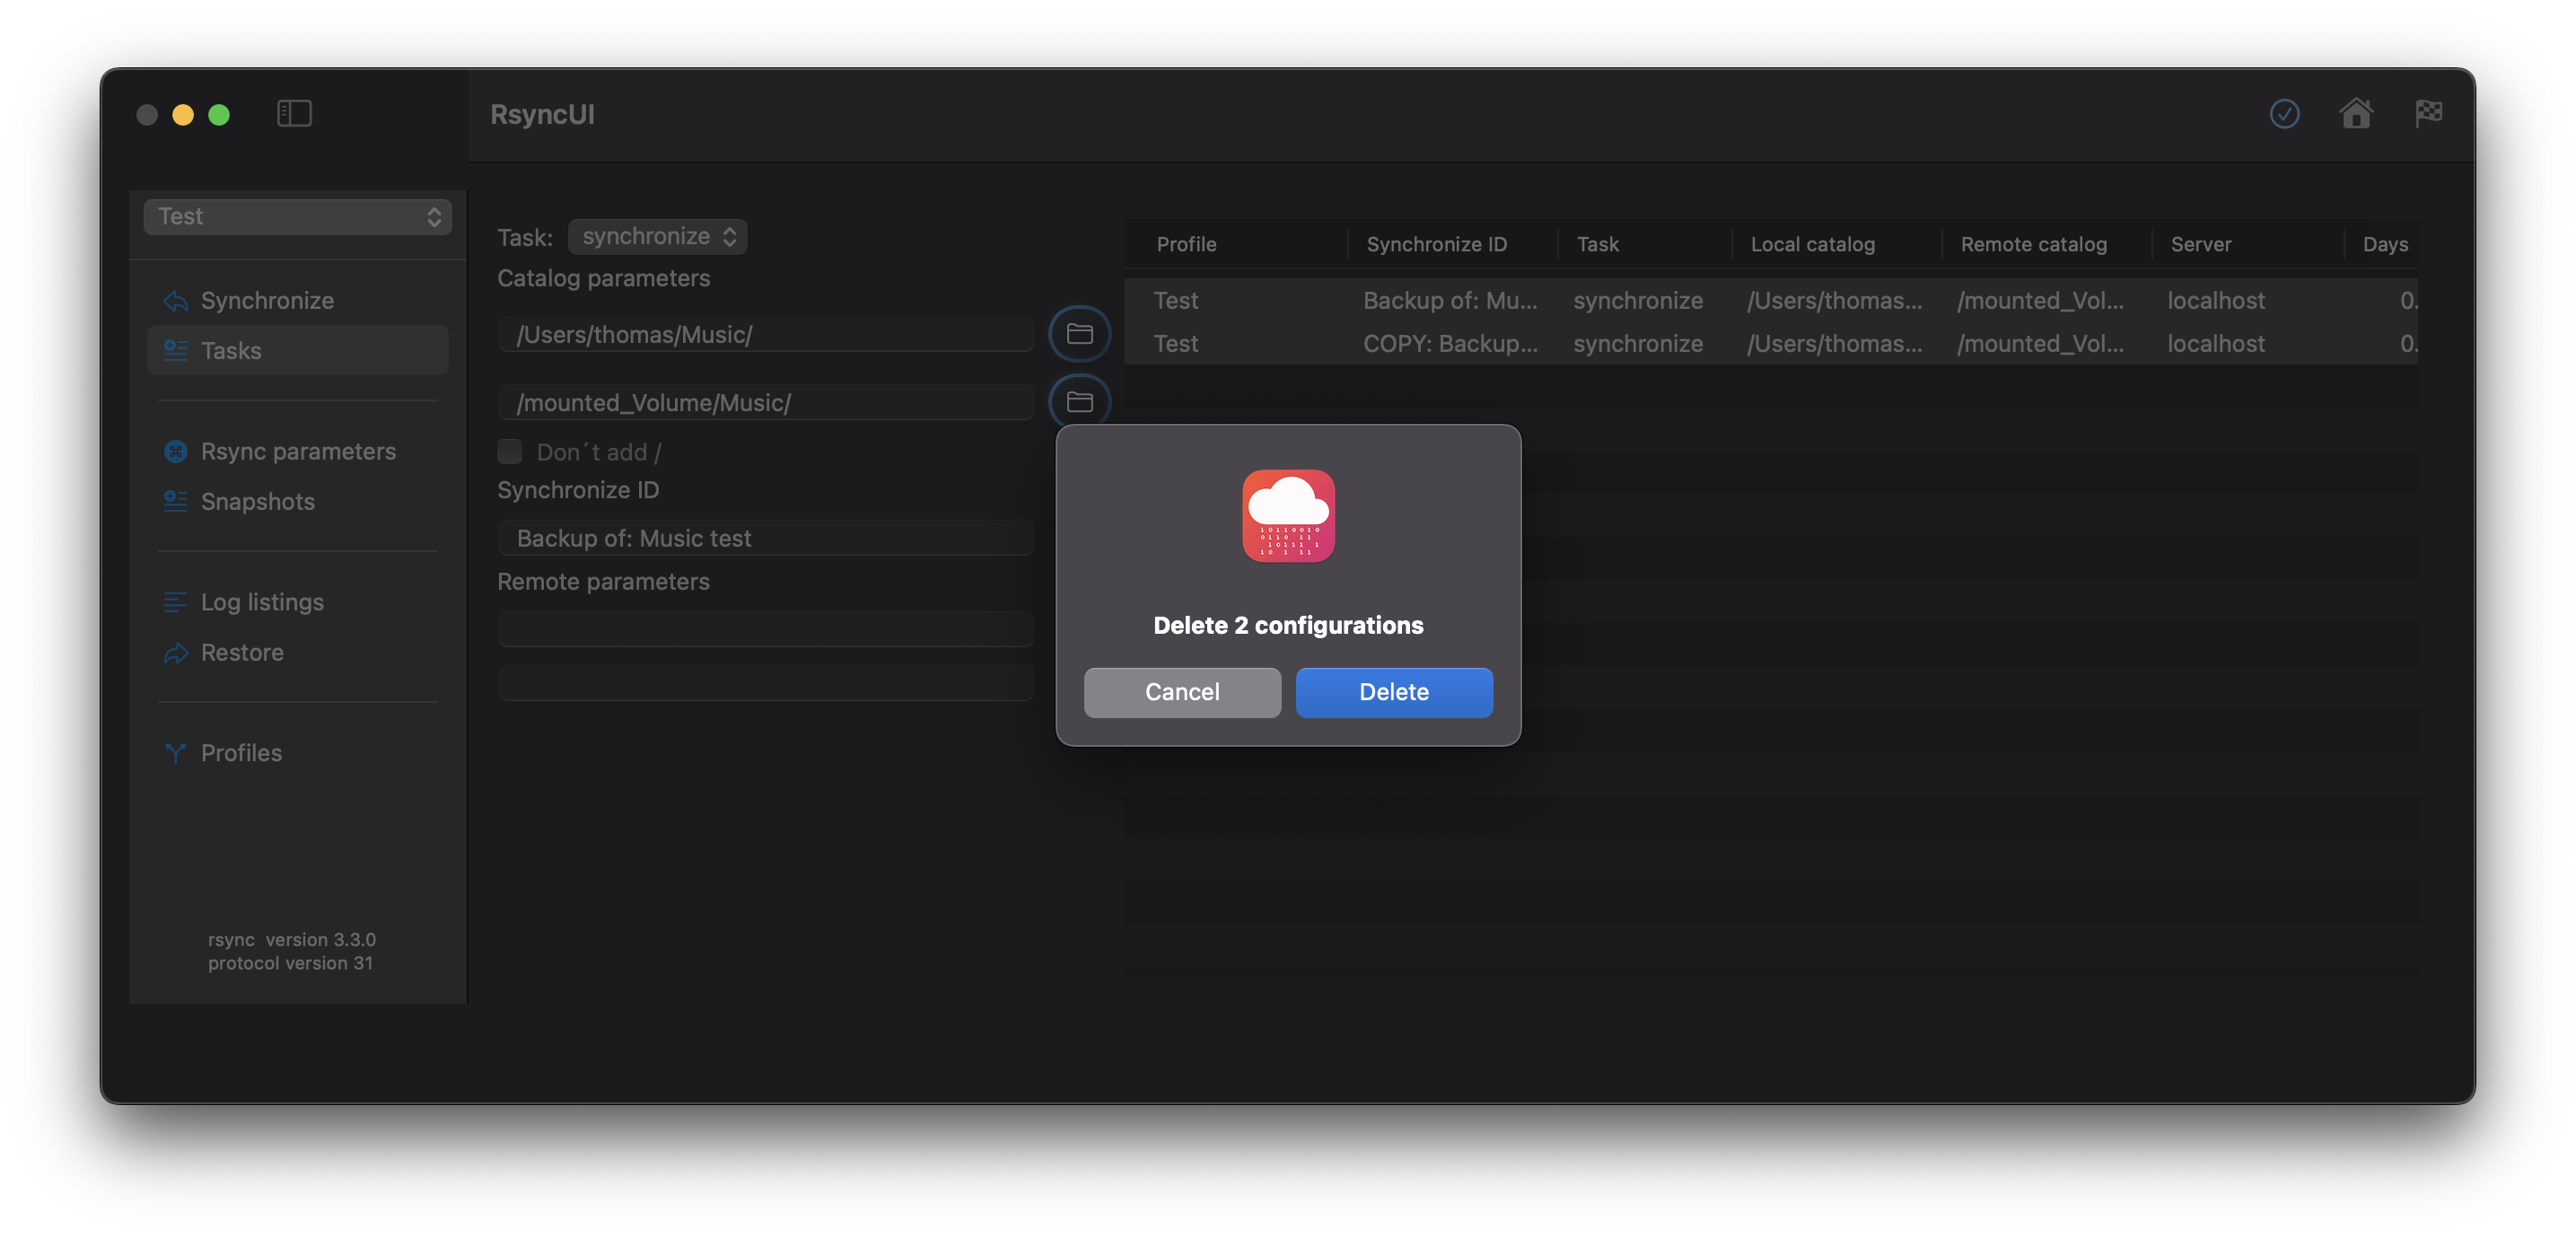 RsyncUI
Test
Synchronize
Tasks
Rsync parameters
Snapshots
Log listings
Restore
Profiles
rsync version 3.3.0
protocol version 31
Task: synchronize
Catalog parameters
/Users/thomas/Music/
/mounted_Volume/Music/
Don´t add /
Synchronize ID
Backup of: Music test
Remote parameters
Profile Synchronize ID Task Local catalog Remote catalog Server Days
Test Backup of: Mu... synchronize /Users/thomas... /mounted_Vol... localhost 0.
Test COPY: Backup... synchronize /Users/thomas... /mounted_Vol... localhost 0.
Delete 2 configurations
Cancel Delete